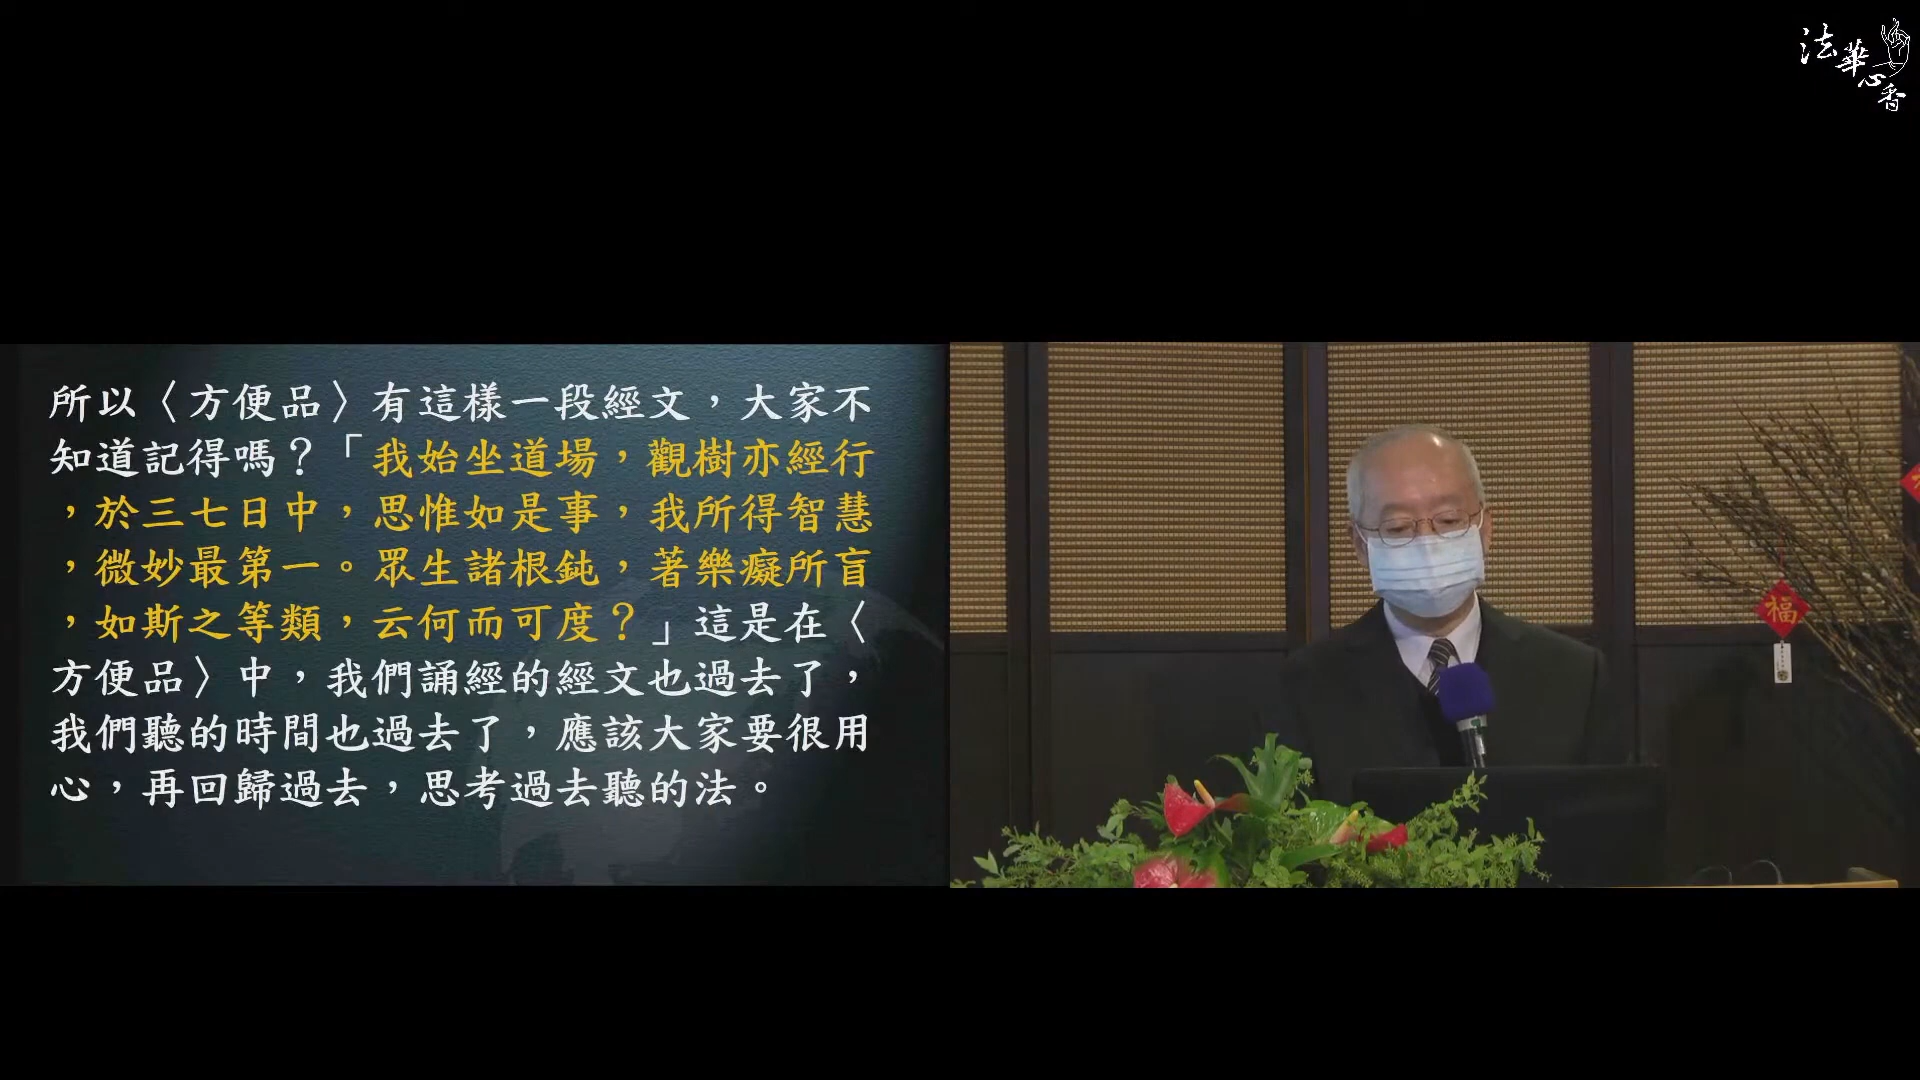 法華心香
所以〈方便品〉有這樣一段經文，大家不
知道記得嗎？「我始坐道場，觀樹亦經行
，於三七日中，思惟如是事，我所得智慧
，微妙最第一。眾生諸根鈍，著樂癡所盲
，如斯之等類，云何而可度？」這是在〈
方便品〉中，我們誦經的經文也過去了，
我們聽的時間也過去了，應該大家要很用
心，再回歸過去，思考過去聽的法。
福